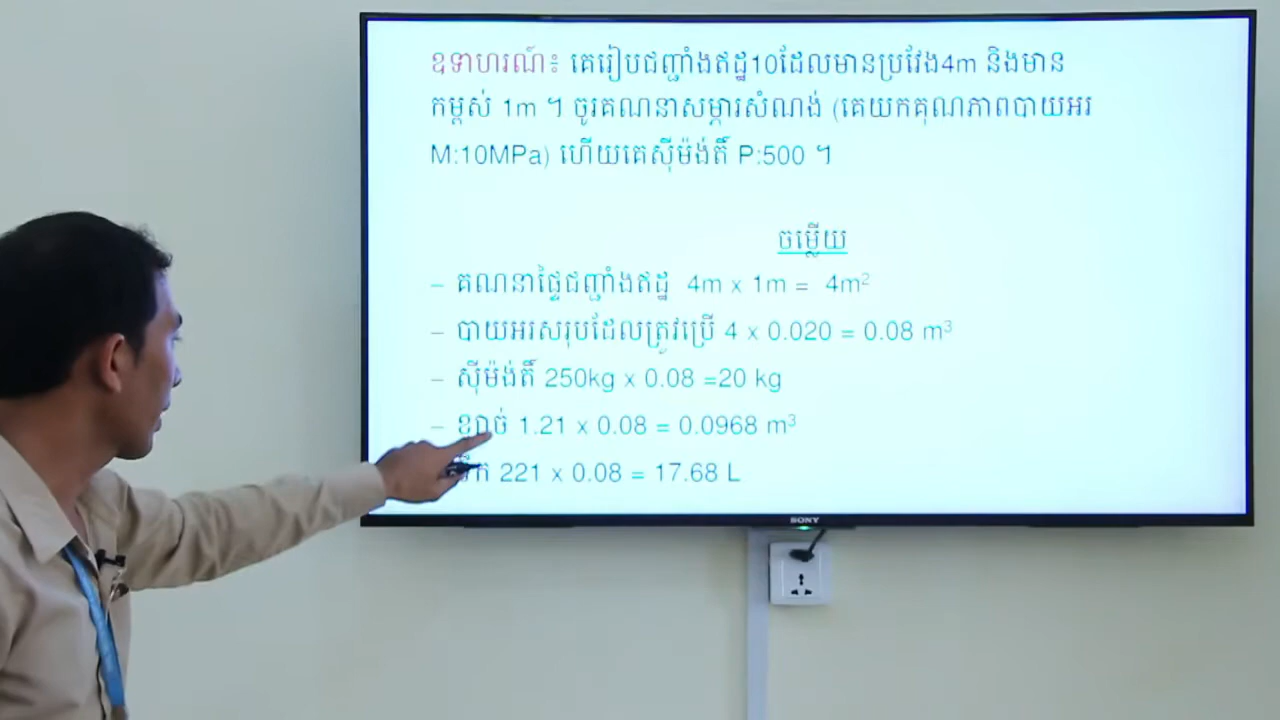 ឧទាហរណ៍៖ គេរៀបជញ្ជាំងឥដ្ឋ10ដែលមានប្រវែង4m និងមាន
កម្ពស់ 1m ។ ចូរគណនាសម្ភារសំណង់ (គេយកគុណភាពបាយអរ
M:10MPa) ហើយគេស៊ីម៉ង់តិ៍ P:500 ។
ចម្លើយ
– គណនាផ្ទៃជញ្ជាំងឥដ្ឋ 4m x 1m = 4m²
– បាយអរសរុបដែលត្រូវប្រើ 4 x 0.020 = 0.08 m³
– ស៊ីម៉ង់តិ៍ 250kg x 0.08 =20 kg
– ខ្សាច់ 1.21 x 0.08 = 0.0968 m³
221 x 0.08 = 17.68 L
SONY